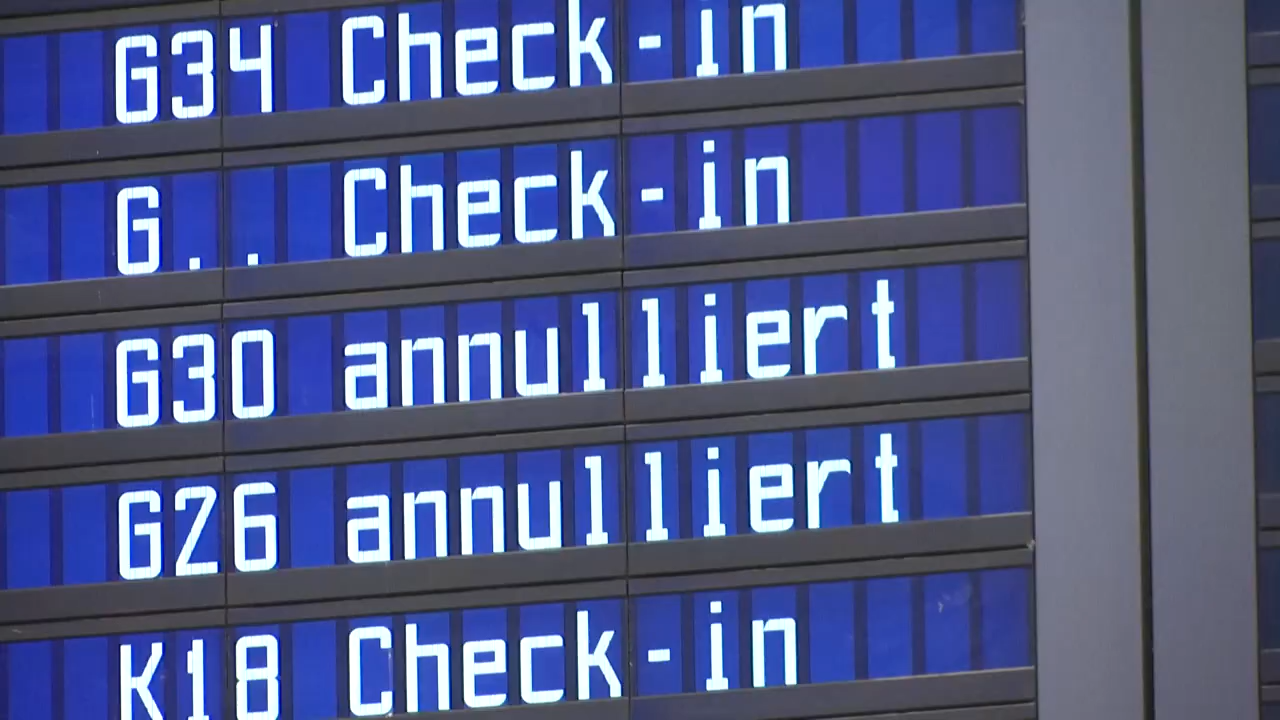 G34 Check-in
G.. Check-in
G30 annulliert
G26 annulliert
K18 Check-in